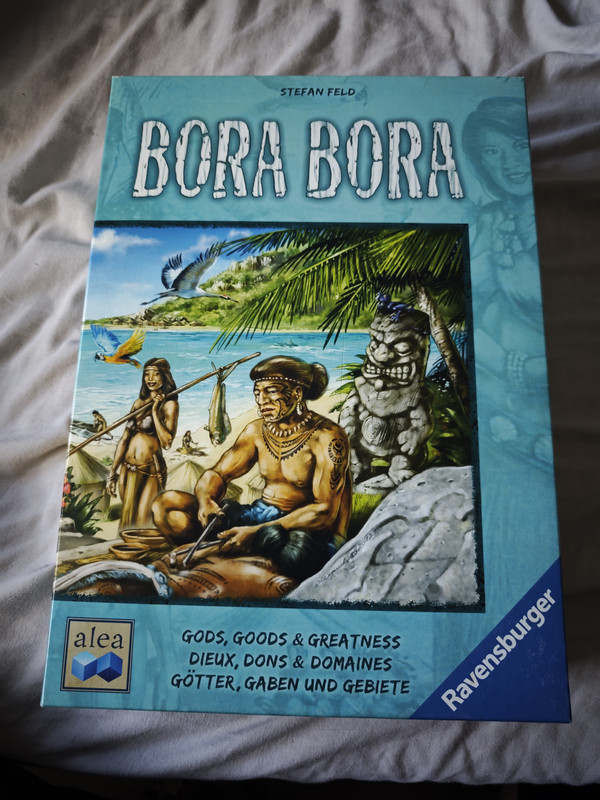 STEFAN FELD
BORA BORA
GODS, GOODS & GREATNESS
DIEUX, DONS & DOMAINES
GÖTTER, GABEN UND GEBIETE
alea
Ravensburger